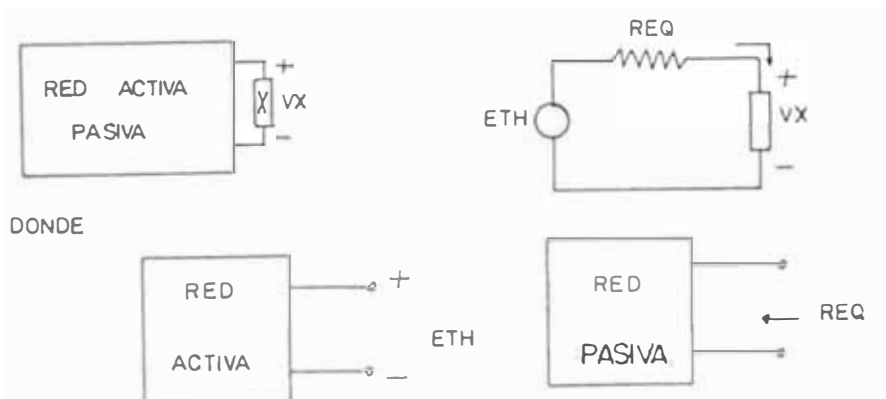 RED ACTIVA
PASIVA
+
X
VX
-
REQ
ETH
+
VX
-
DONDE
RED
ACTIVA
+
ETH
-
RED
PASIVA
REQ